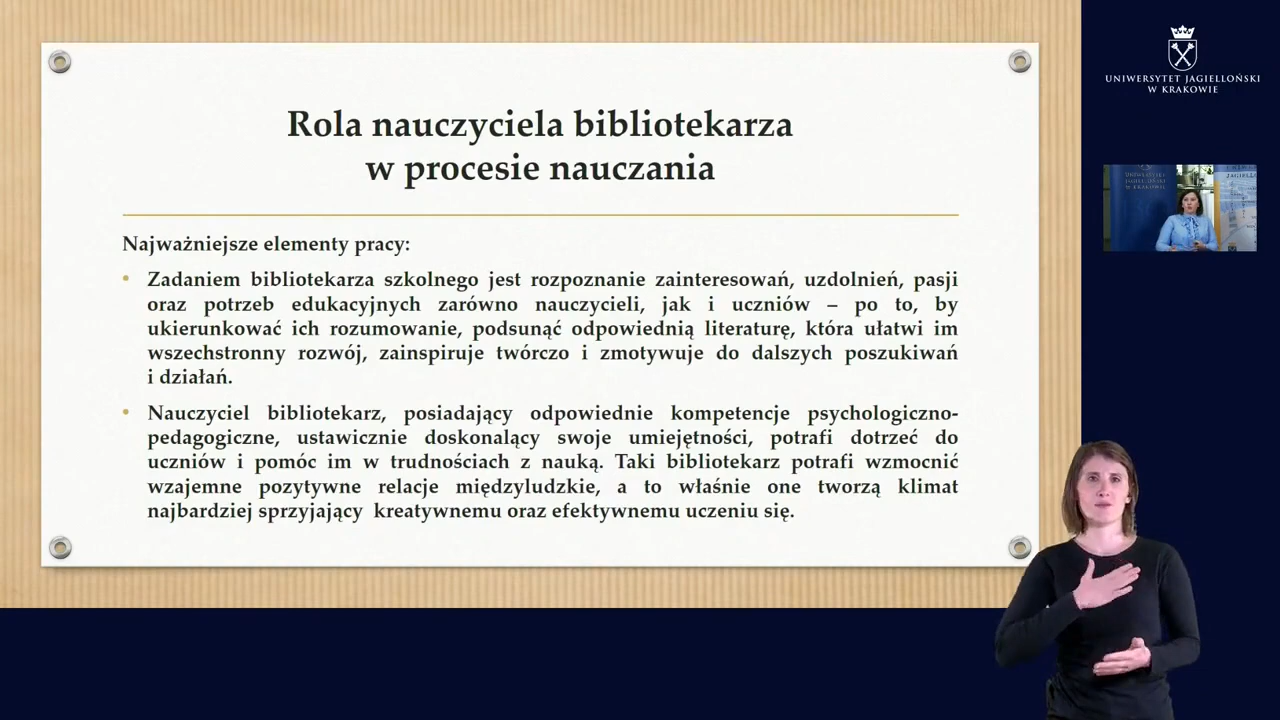 Rola nauczyciela bibliotekarza
w procesie nauczania
Najważniejsze elementy pracy:
• Zadaniem bibliotekarza szkolnego jest rozpoznanie zainteresowań, uzdolnień, pasji
oraz potrzeb edukacyjnych zarówno nauczycieli, jak i uczniów – po to, by
ukierunkować ich rozumowanie, podsunąć odpowiednią literaturę, która ułatwi im
wszechstronny rozwój, zainspiruje twórczo i zmotywuje do dalszych poszukiwań
i działań.
• Nauczyciel bibliotekarz, posiadający odpowiednie kompetencje psychologiczno-
pedagogiczne, ustawicznie doskonalący swoje umiejętności, potrafi dotrzeć do
uczniów i pomóc im w trudnościach z nauką. Taki bibliotekarz potrafi wzmocnić
wzajemne pozytywne relacje międzyludzkie, a to właśnie one tworzą klimat
najbardziej sprzyjający kreatywnemu oraz efektywnemu uczeniu się.
UNIWERSYTET JAGIELLOŃSKI
W KRAKOWIE
UNIWERSYTET
JAGIELLOŃSKI
W KRAKOWIE